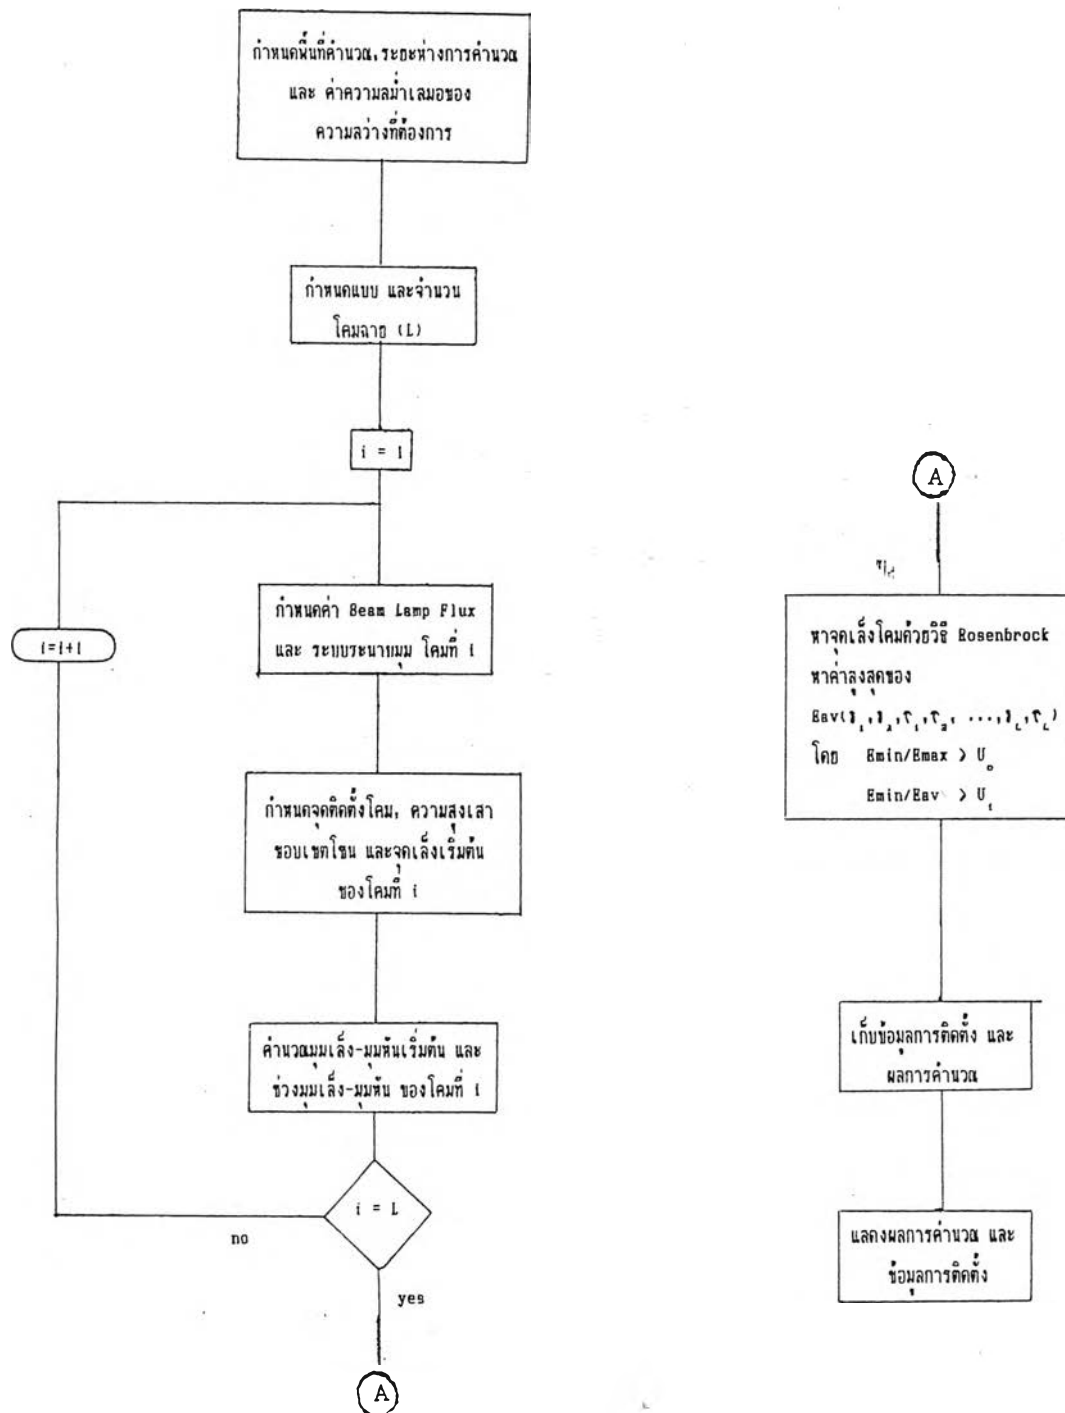 กำหนดพื้นที่คำนวณ,ระยะห่างการคำนวณ
และ ค่าความสม่ำเสมอของ
ความสว่างที่ต้องการ
กำหนดแบบ และจำนวน
โคมฉาย (L)
i = 1
i=i+1
กำหนดค่า Beam Lamp Flux
และ ระบบระนาบมุม โคมที่ i
กำหนดจุดติดตั้งโคม, ความสูงเสา
ขอบเขตโซน และจุดเล็งเริ่มต้น
ของโคมที่ i
คำนวณมุมเล็ง-มุมหันเริ่มต้น และ
ช่วงมุมเล็ง-มุมหัน ของโคมที่ i
i = L
no
yes
A
A
หาจุดเล็งโคมด้วยวิธี Rosenbrock
หาค่าสูงสุดของ
Eav(
โดย Emin/Emax > U₀
Emin/Eav > U₁
เก็บข้อมูลการติดตั้ง และ
ผลการคำนวณ
แสดงผลการคำนวณ และ
ข้อมูลการติดตั้ง